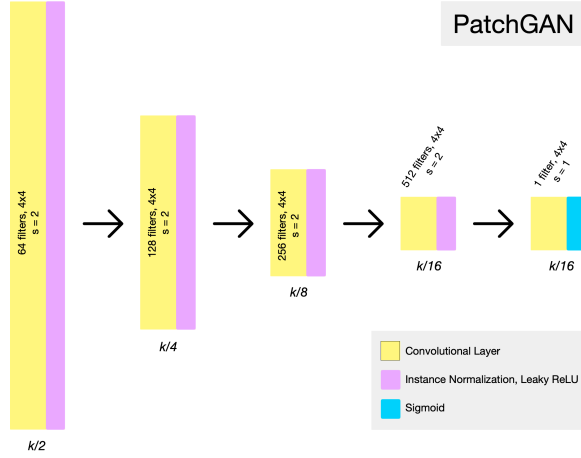 PatchGAN
64 filters, 4x4
s = 2
k/2
128 filters, 4x4
s = 2
k/4
256 filters, 4x4
s = 2
k/8
512 filters, 4x4
s = 2
k/16
1 filter, 4x4
s = 1
k/16
Convolutional Layer
Instance Normalization, Leaky ReLU
Sigmoid